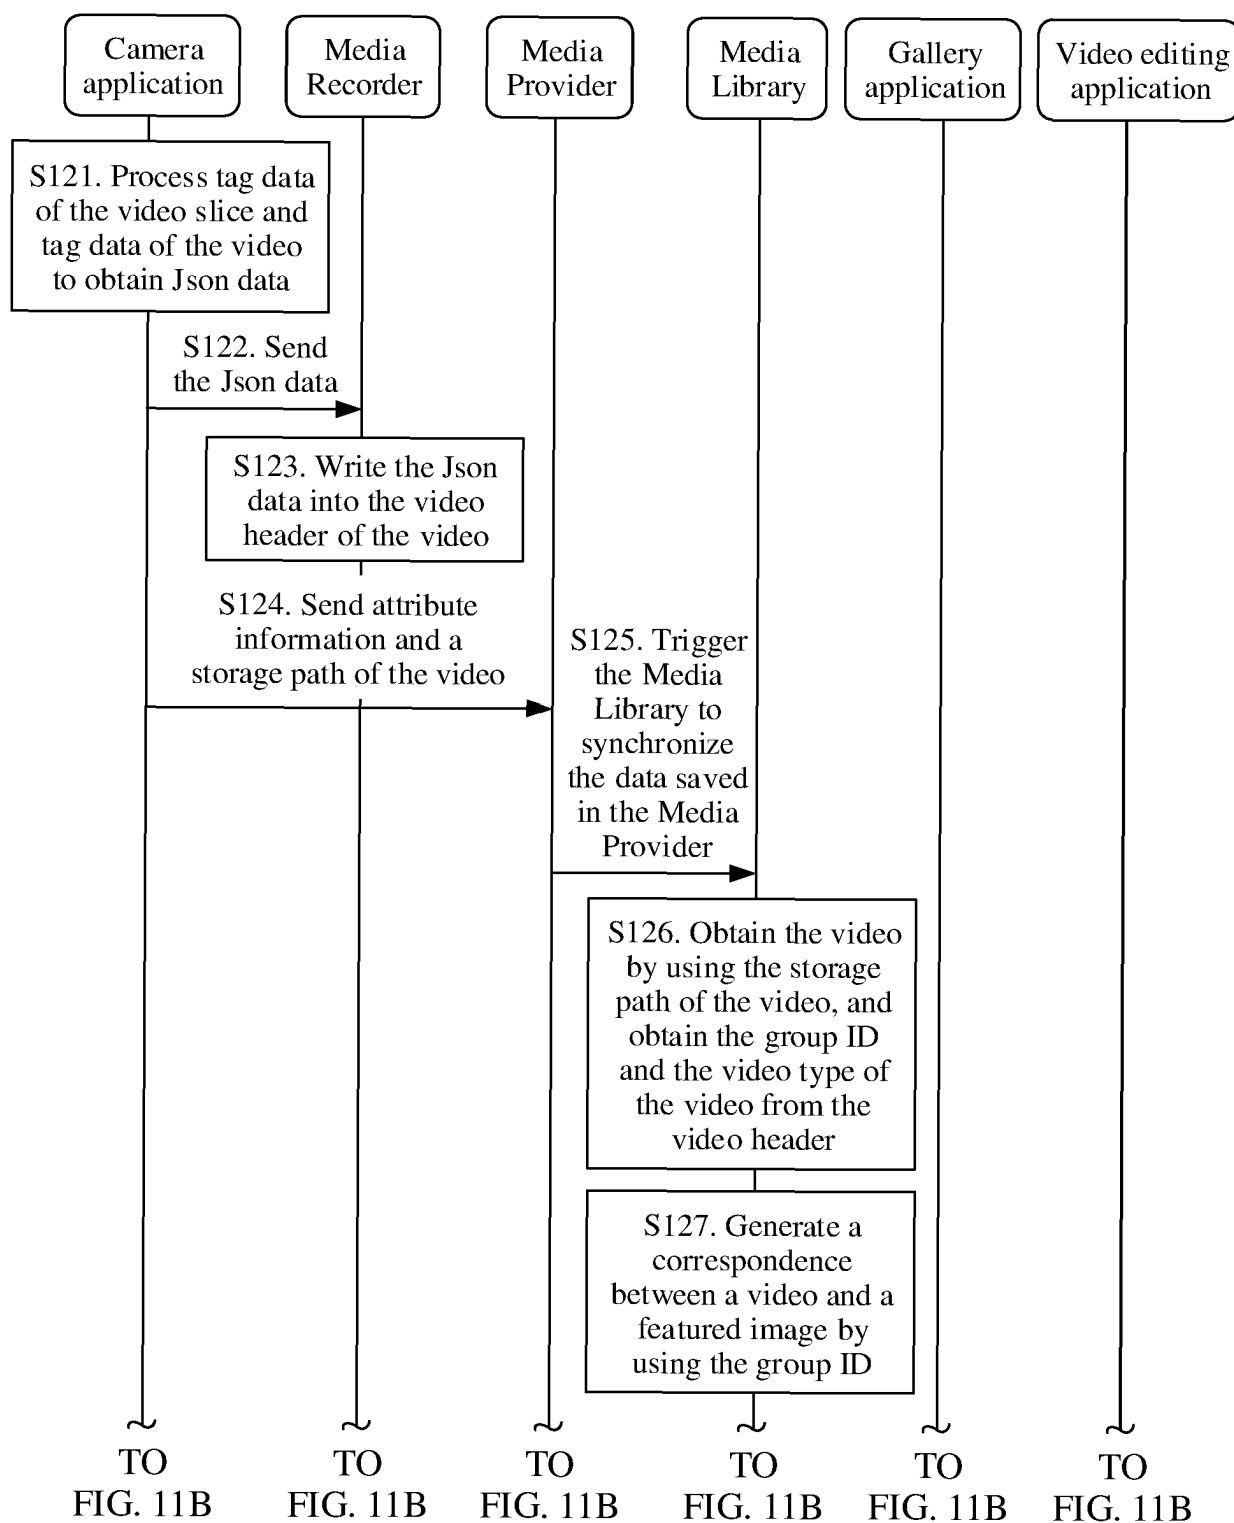 Camera
application
Media
Recorder
Media
Provider
Media
Library
Gallery
application
Video editing
application
S121. Process tag data
of the video slice and
tag data of the video
to obtain Json data
S122. Send
the Json data
S123. Write the Json
data into the video
header of the video
S124. Send attribute
information and a
storage path of the video
S125. Trigger
the Media
Library to
synchronize
the data saved
in the Media
Provider
S126. Obtain the video
by using the storage
path of the video, and
obtain the group ID
and the video type of
the video from the
video header
S127. Generate a
correspondence
between a video and a
featured image by
using the group ID
TO
FIG. 11B
TO
FIG. 11B
TO
FIG. 11B
TO
FIG. 11B
TO
FIG. 11B
TO
FIG. 11B